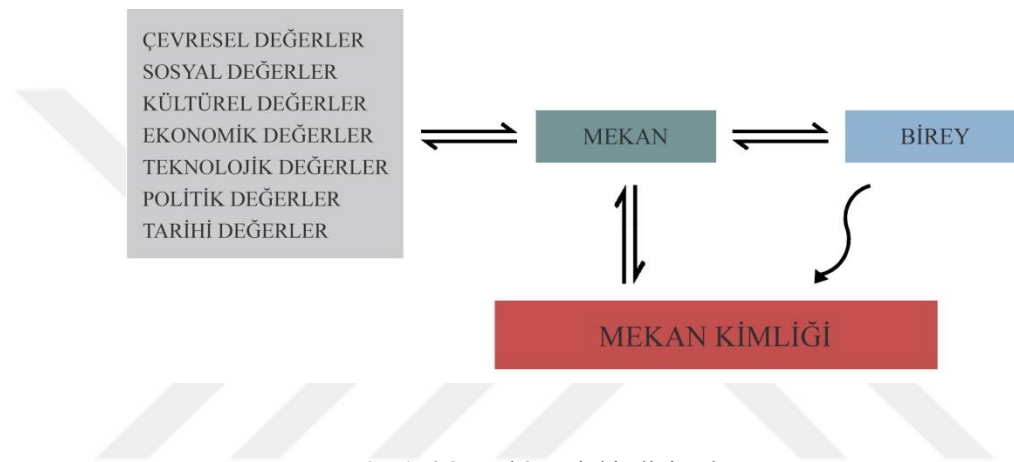 ÇEVRESEL DEĞERLER
SOSYAL DEĞERLER
KÜLTÜREL DEĞERLER
EKONOMİK DEĞERLER
TEKNOLOJİK DEĞERLER
POLİTİK DEĞERLER
TARİHİ DEĞERLER
MEKAN
BİREY
MEKAN KİMLİĞİ